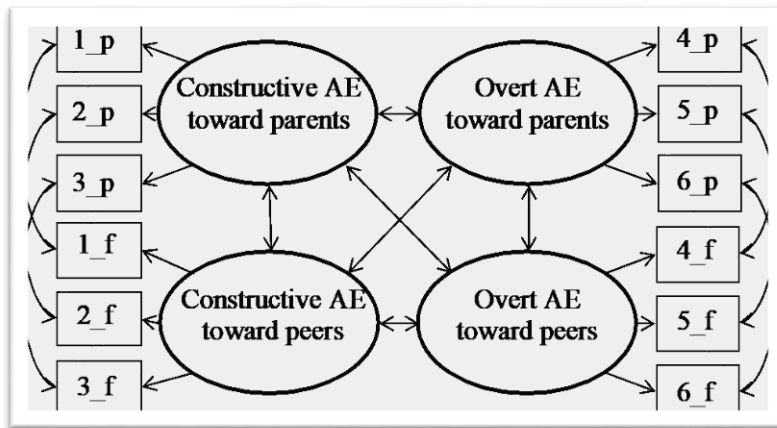 1_p
2_p
3_p
1_f
2_f
3_f
Constructive AE
toward parents
Overt AE
toward parents
Constructive AE
toward peers
Overt AE
toward peers
4_p
5_p
6_p
4_f
5_f
6_f